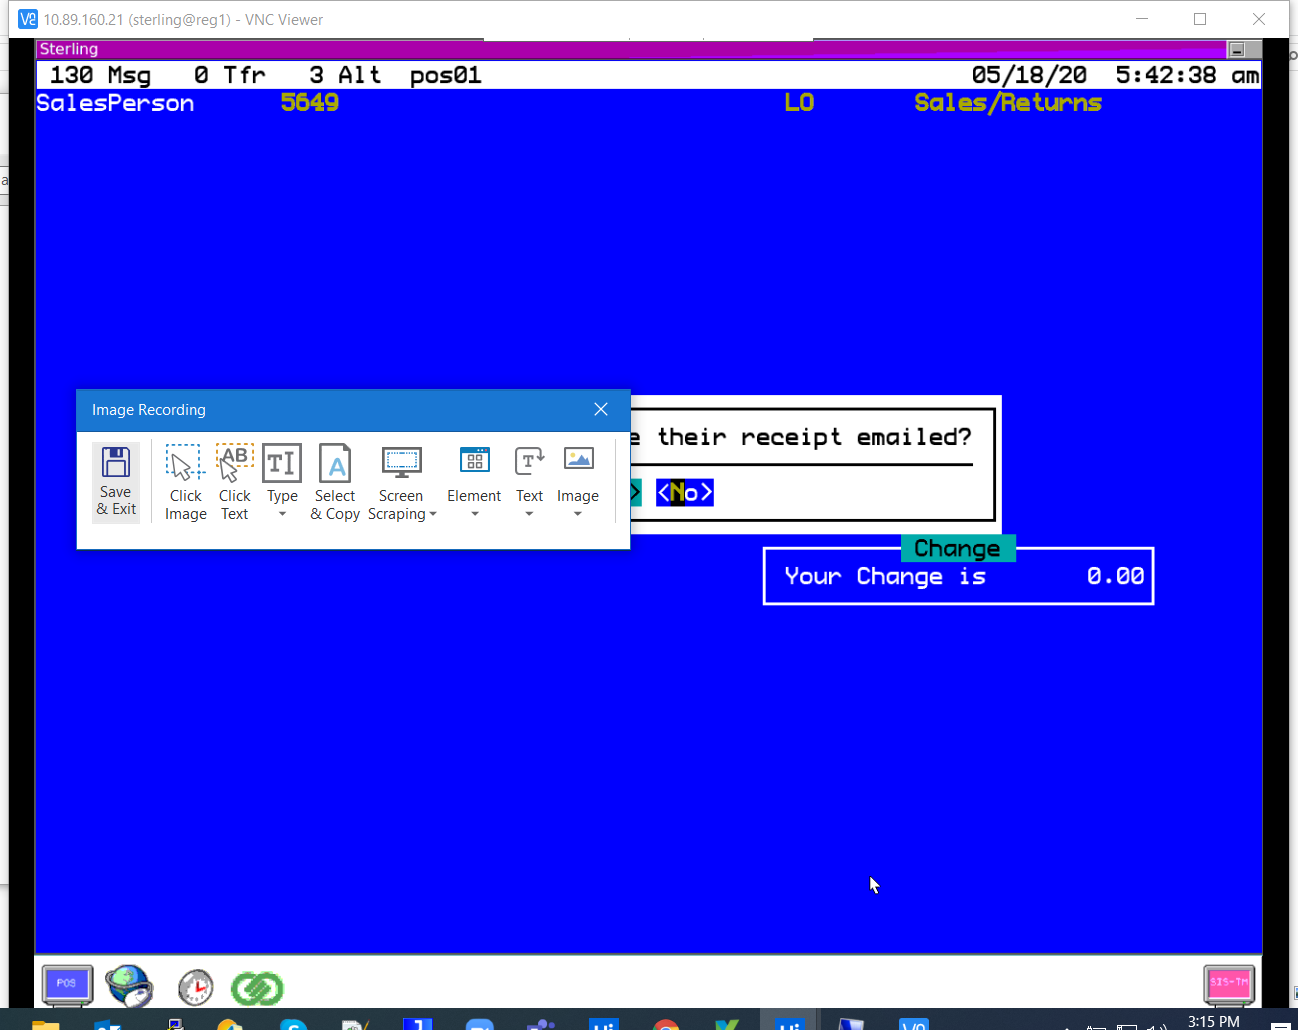 10.89.160.21 (sterling@reg1) - VNC Viewer
Sterling
130 Msg 0 Tfr 3 Alt pos01 05/18/20 5:42:38 am
SalesPerson 5649 LO Sales/Returns
Image Recording
Save & Exit
Click Image
Click Text
Type
Select & Copy
Screen Scraping
Element
Text
Image
e their receipt emailed?
> <No>
Change
Your Change is 0.00
POS
SIS-TM
3:15 PM